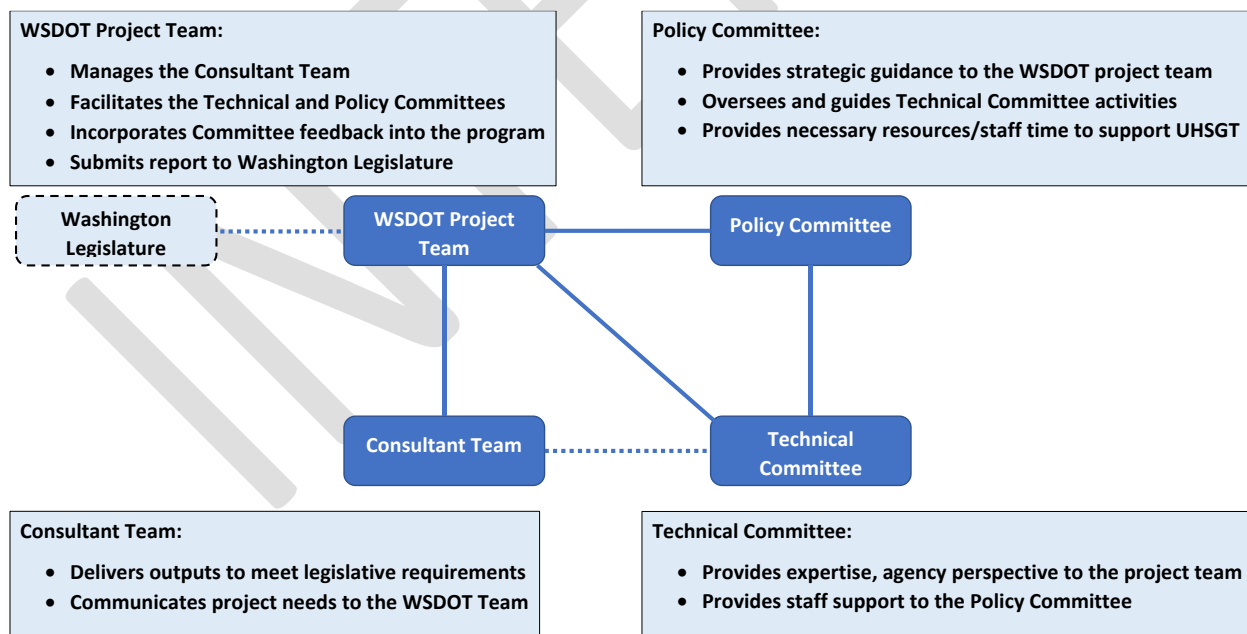 WSDOT Project Team:
• Manages the Consultant Team
• Facilitates the Technical and Policy Committees
• Incorporates Committee feedback into the program
• Submits report to Washington Legislature
Policy Committee:
• Provides strategic guidance to the WSDOT project team
• Oversees and guides Technical Committee activities
• Provides necessary resources/staff time to support UHSGT
Washington
Legislature
WSDOT Project
Team
Policy Committee
Consultant Team
Technical
Committee
Consultant Team:
• Delivers outputs to meet legislative requirements
• Communicates project needs to the WSDOT Team
Technical Committee:
• Provides expertise, agency perspective to the project team
• Provides staff support to the Policy Committee